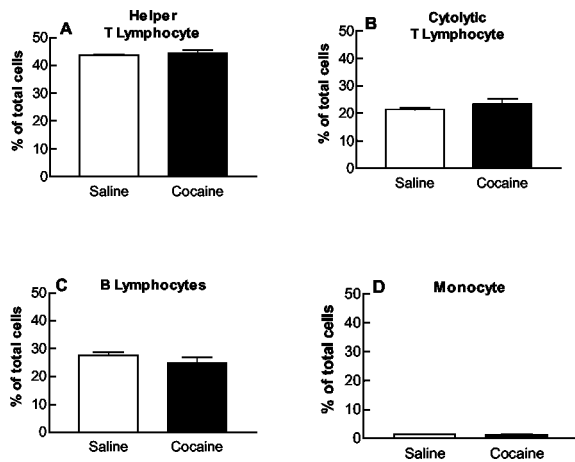 Helper
A T Lymphocyte
% of total cells
50
40
30
20
10
0
Saline Cocaine
Cytolytic
B T Lymphocyte
% of total cells
50
40
30
20
10
0
Saline Cocaine
C B Lymphocytes
% of total cells
50
40
30
20
10
0
Saline Cocaine
D Monocyte
% of total cells
50
40
30
20
10
0
Saline Cocaine